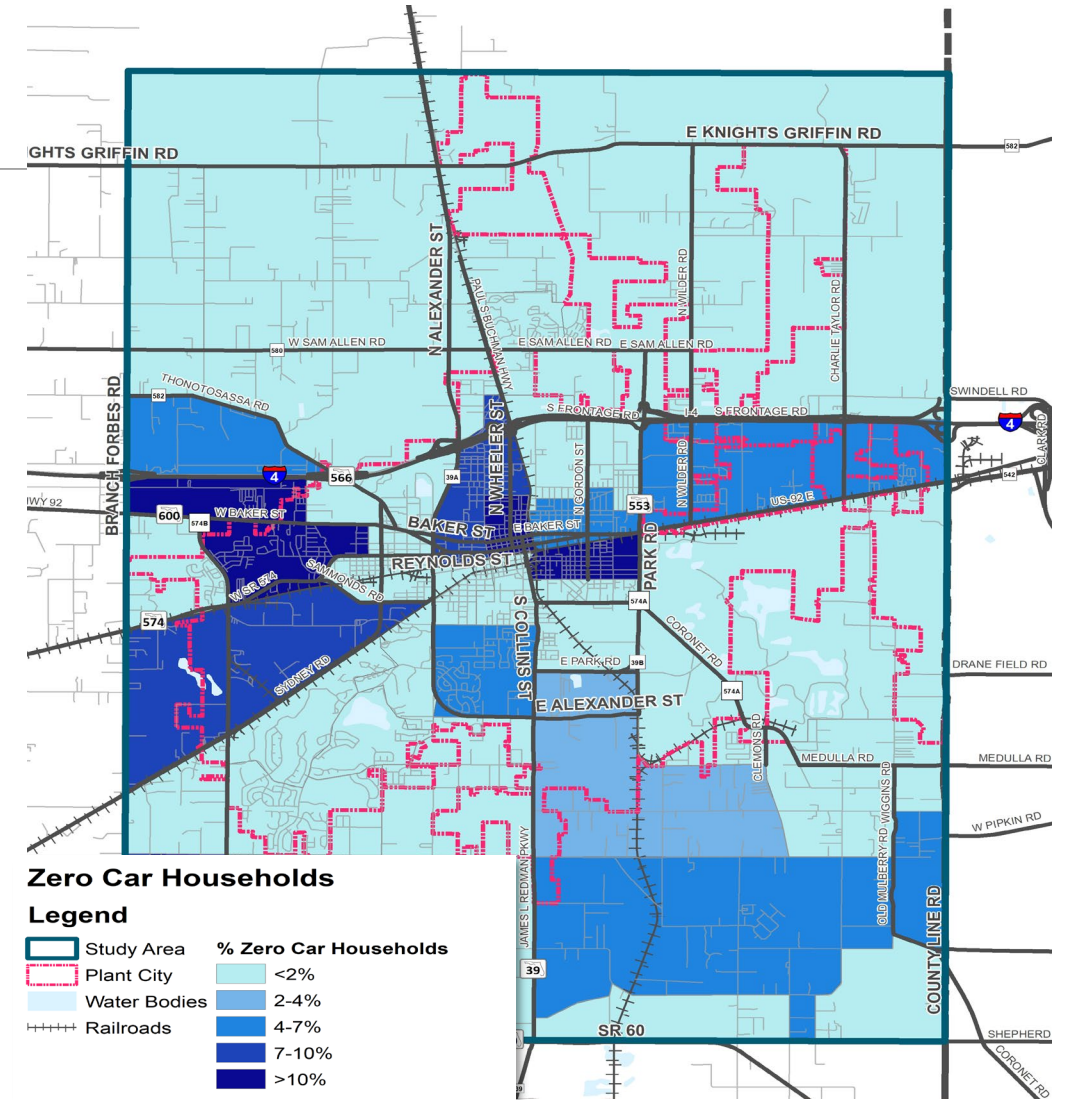 E KNIGHTS GRIFFIN RD
582
IGHTS GRIFFIN RD
N ALEXANDER ST
PAUL S BUCHMAN HWY
N WILDER RD
CHARLIE TAYLOR RD
W SAM ALLEN RD
580
E SAM ALLEN RD
E SAM ALLEN RD
BRANCH FORBES RD
THONOTOSASSA RD
582
SWINDELL RD
S FRONTAGE RD
I-4
S FRONTAGE RD
4
CLARK RD
N WHEELER ST
N GORDON ST
N WILDER RD
4
566
39A
542
HWY 92
600
574B
W BAKER ST
BAKER ST
E BAKER ST
553
US-92 E
REYNOLDS ST
PARK RD
SAMMONDS RD
W SR 574
574
574A
S COLLINS ST
CORONET RD
SYDNEY RD
E PARK RD
39B
DRANE FIELD RD
574A
E ALEXANDER ST
CLEMONS RD
MEDULLA RD
MEDULLA RD
OLD MULBERRY RD
WIGGINS RD
W PIPKIN RD
JAMES L REDMAN PKWY
COUNTY LINE RD
39
SR 60
SHEPHERD
CORONET RD
39
Zero Car Households
Legend
Study Area
Plant City
Water Bodies
Railroads
% Zero Car Households
<2%
2-4%
4-7%
7-10%
>10%